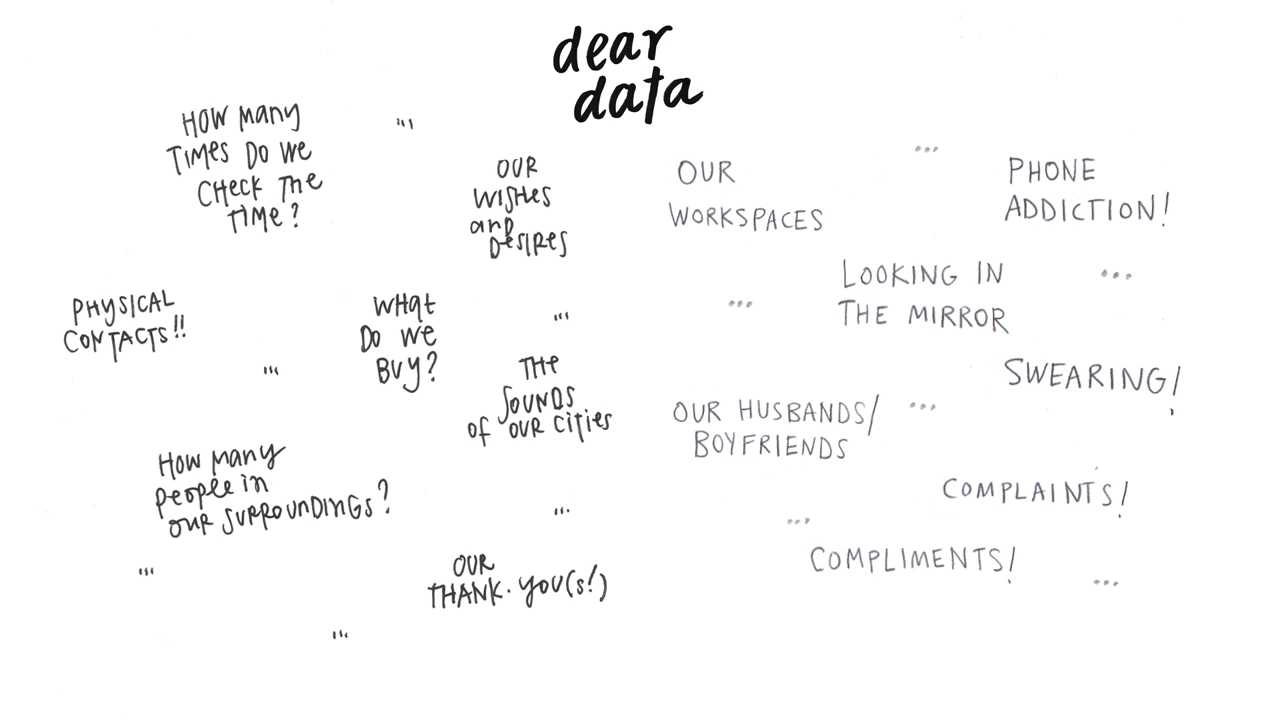 dear
data
HOW many
TIMES DO WE
CHECK THE
TIME?
...
OUR
WISHES
and
DESIRES
PHYSICAL
CONTACTS!!
...
WHat
DO WE
BUY?
...
THE
SOUNDS
of OUR CITIES
HOW many
people in
our SURROUNDINGS?
...
...
OUR
THANK. YOU(S!)
...
OUR
WORKSPACES
...
PHONE
ADDICTION!
LOOKING IN
THE MIRROR
...
...
SWEARING!
OUR HUSBANDS/
BOYFRIENDS
...
COMPLAINTS!
...
COMPLIMENTS!
...